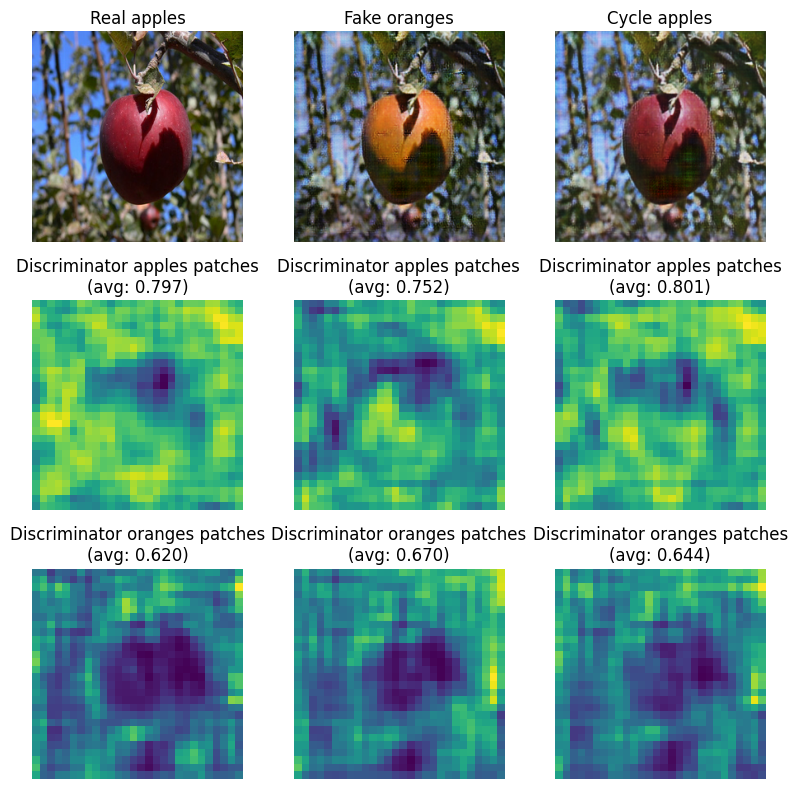 Real apples
Fake oranges
Cycle apples
Discriminator apples patches
(avg: 0.797)
Discriminator apples patches
(avg: 0.752)
Discriminator apples patches
(avg: 0.801)
Discriminator oranges patches
(avg: 0.620)
Discriminator oranges patches
(avg: 0.670)
Discriminator oranges patches
(avg: 0.644)